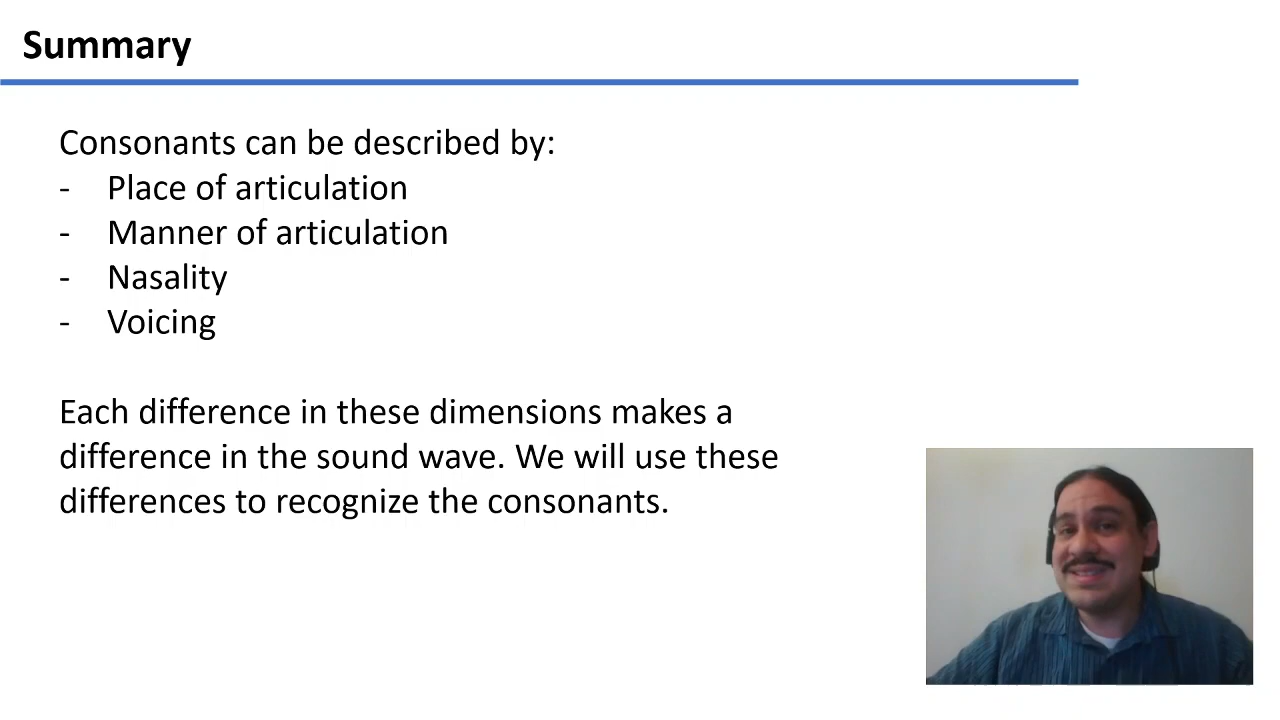 Summary
Consonants can be described by:
- Place of articulation
- Manner of articulation
- Nasality
- Voicing
Each difference in these dimensions makes a
difference in the sound wave. We will use these
differences to recognize the consonants.